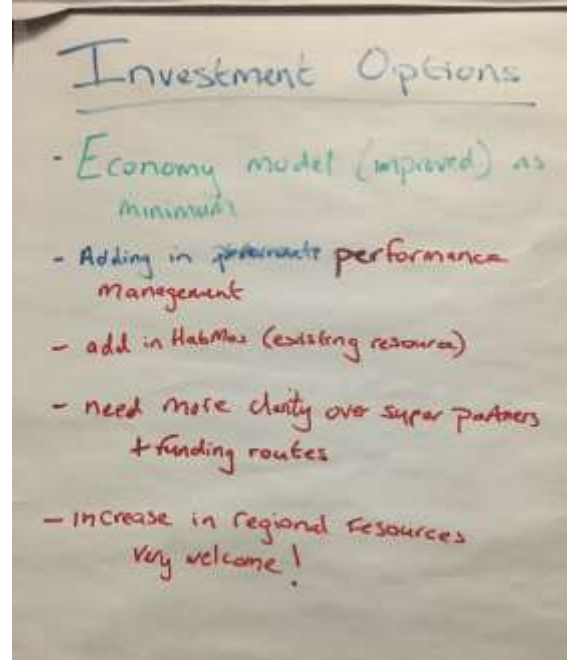 Investment Options
- Economy model (improved) as
minimum
- Adding in performance
management
- add in HabMos (existing resource)
- need more clarity over super partners
+ funding routes
- increase in regional resources
very welcome!